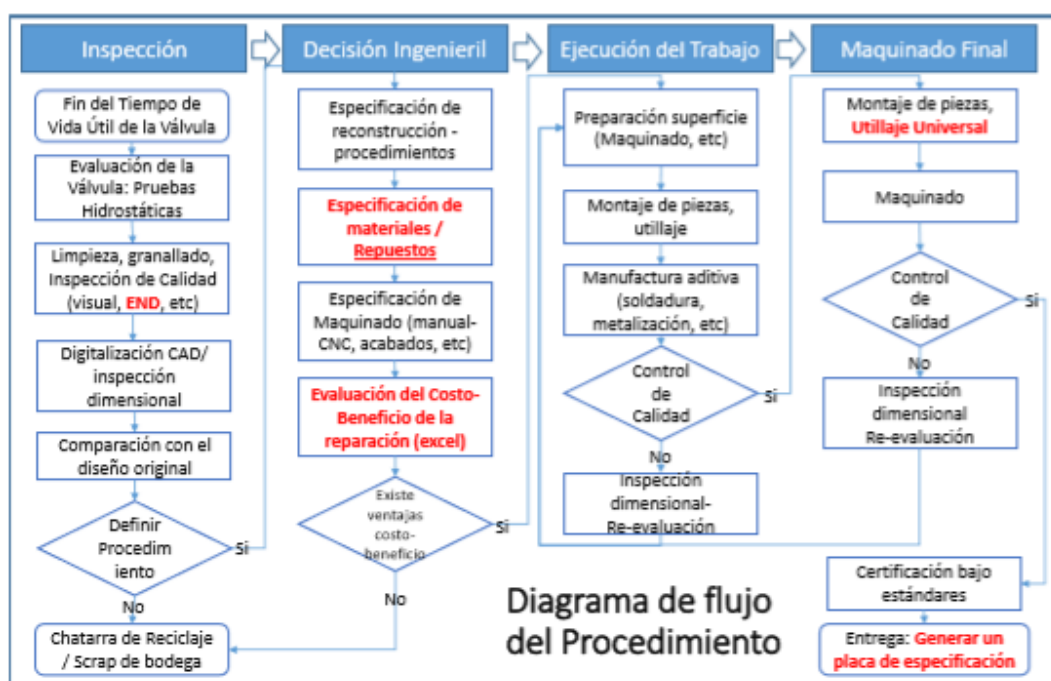 Inspección
Decisión Ingenieril
Ejecución del Trabajo
Maquinado Final
Fin del Tiempo de
Vida Útil de la Válvula
Evaluación de la
Válvula: Pruebas
Hidrostáticas
Limpieza, granallado,
Inspección de Calidad
(visual, END, etc)
Digitalización CAD/
inspección
dimensional
Comparación con el
diseño original
Definir
Procedim
iento
Si
No
Chatarra de Reciclaje
/ Scrap de bodega
Especificación de
reconstrucción -
procedimientos
Especificación de
materiales /
Repuestos
Especificación de
Maquinado (manual-
CNC, acabados, etc)
Evaluación del Costo-
Beneficio de la
reparación (excel)
Existe
ventajas
costo-
beneficio
Si
No
Preparación superficie
(Maquinado, etc)
Montaje de piezas,
utillaje
Manufactura aditiva
(soldadura,
metalización, etc)
Control
de
Calidad
Si
No
Inspección
dimensional-
Re-evaluación
Montaje de piezas,
Utillaje Universal
Maquinado
Control
de
Calidad
Si
No
Inspección
dimensional
Re-evaluación
Certificación bajo
estándares
Entrega: Generar un
placa de especificación
Diagrama de flujo
del Procedimiento